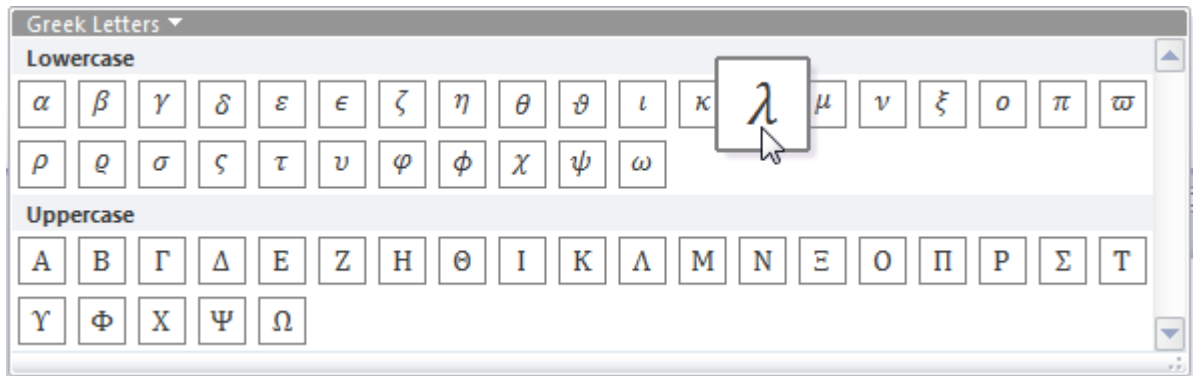 Greek Letters
Lowercase
α β γ δ ε ϵ ζ η θ ϑ ι κ λ μ ν ξ ο π ϖ
ρ ϱ σ ς τ υ φ ϕ χ ψ ω
Uppercase
Α Β Γ Δ Ε Ζ Η Θ Ι Κ Λ Μ Ν Ξ Ο Π Ρ Σ Τ
Υ Φ Χ Ψ Ω